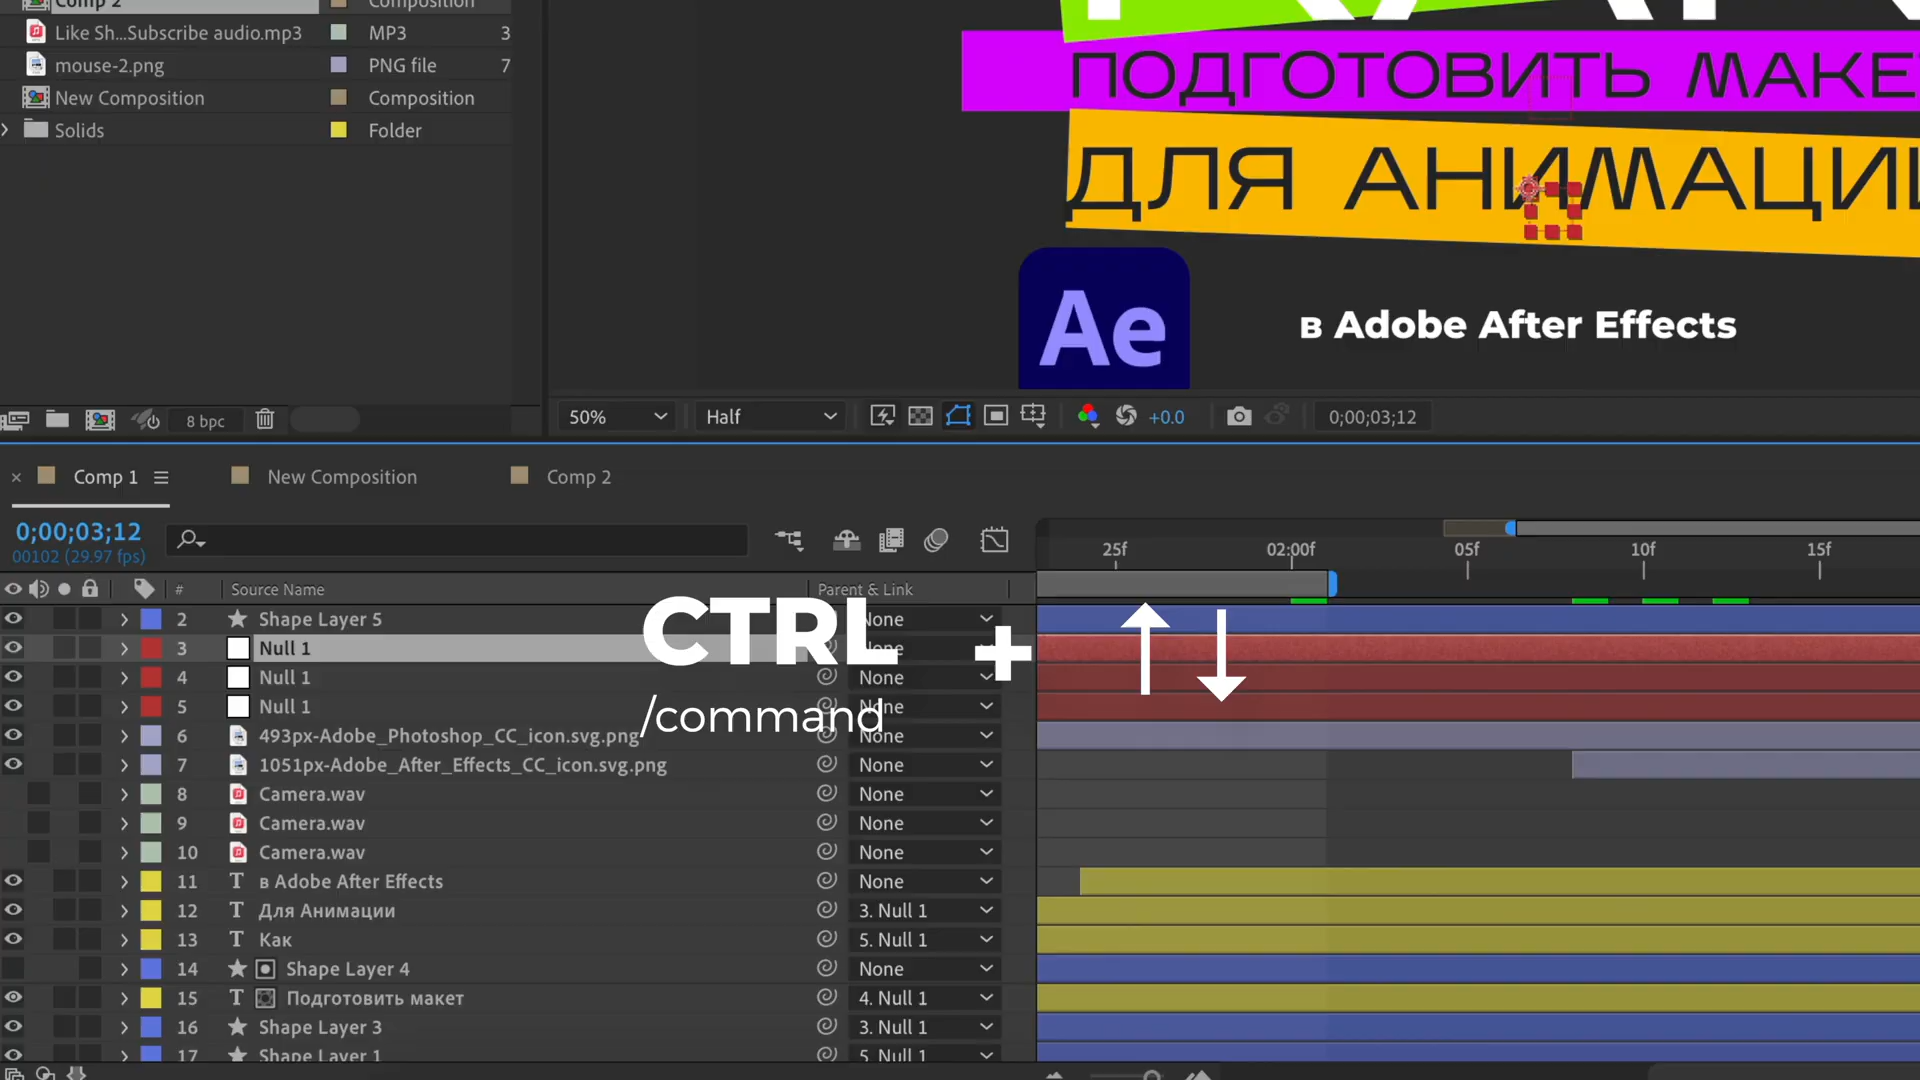 Comp 2 Composition
Like Sh...Subscribe audio.mp3 MP3 3
mouse-2.png PNG file 7
New Composition Composition
Solids Folder
ПОДГОТОВИТЬ МАКЕ
ДЛЯ АНИМАЦИ
Ae
в Adobe After Effects
8 bpc
50% Half +0.0 0;00;03;12
Comp 1 New Composition Comp 2
0;00;03;12
00102 (29.97 fps)
25f 02:00f 05f 10f 15f
# Source Name Parent & Link
2 Shape Layer 5 None
3 Null 1
4 Null 1 None
5 Null 1 None
CTRL +
/command
6 493px-Adobe_Photoshop_CC_icon.svg.png None
7 1051px-Adobe_After_Effects_CC_icon.svg.png None
8 Camera.wav None
9 Camera.wav None
10 Camera.wav None
11 T в Adobe After Effects None
12 T Для Анимации 3. Null 1
13 T Как 5. Null 1
14 Shape Layer 4 None
15 T Подготовить макет 4. Null 1
16 Shape Layer 3 3. Null 1
17 Shape Layer 1 5. Null 1